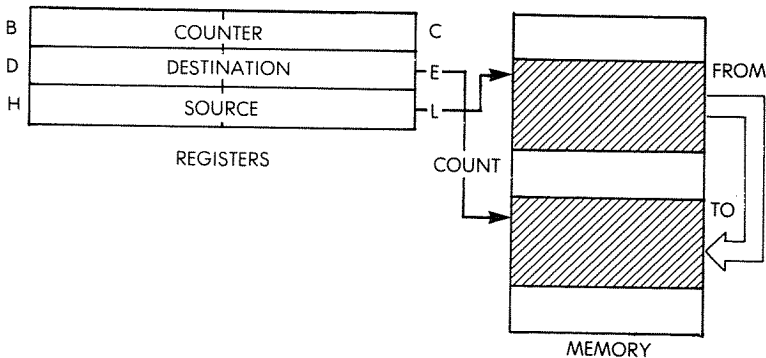 B COUNTER C
D DESTINATION E
H SOURCE L
REGISTERS
COUNT
FROM
TO
MEMORY